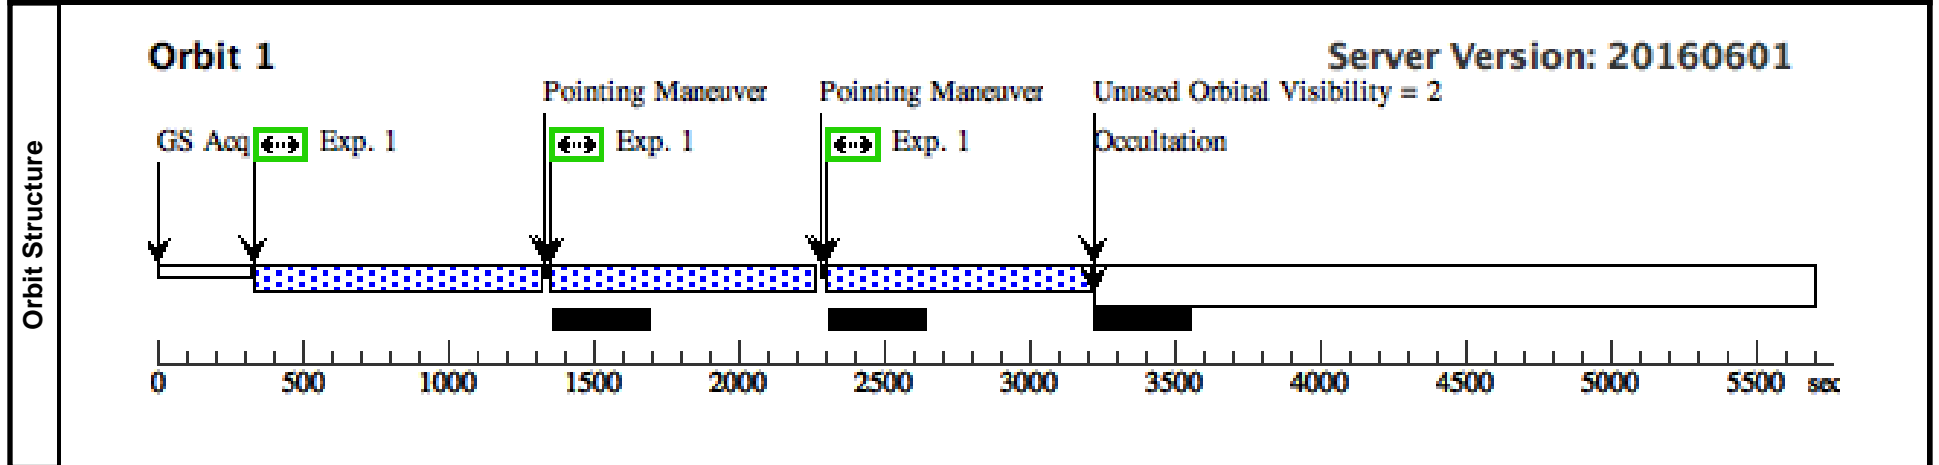 Orbit Structure
Orbit 1
Server Version: 20160601
Pointing Maneuver
Pointing Maneuver
Unused Orbital Visibility = 2
GS Acq
Exp. 1
Exp. 1
Exp. 1
Occultation
0 500 1000 1500 2000 2500 3000 3500 4000 4500 5000 5500 sec